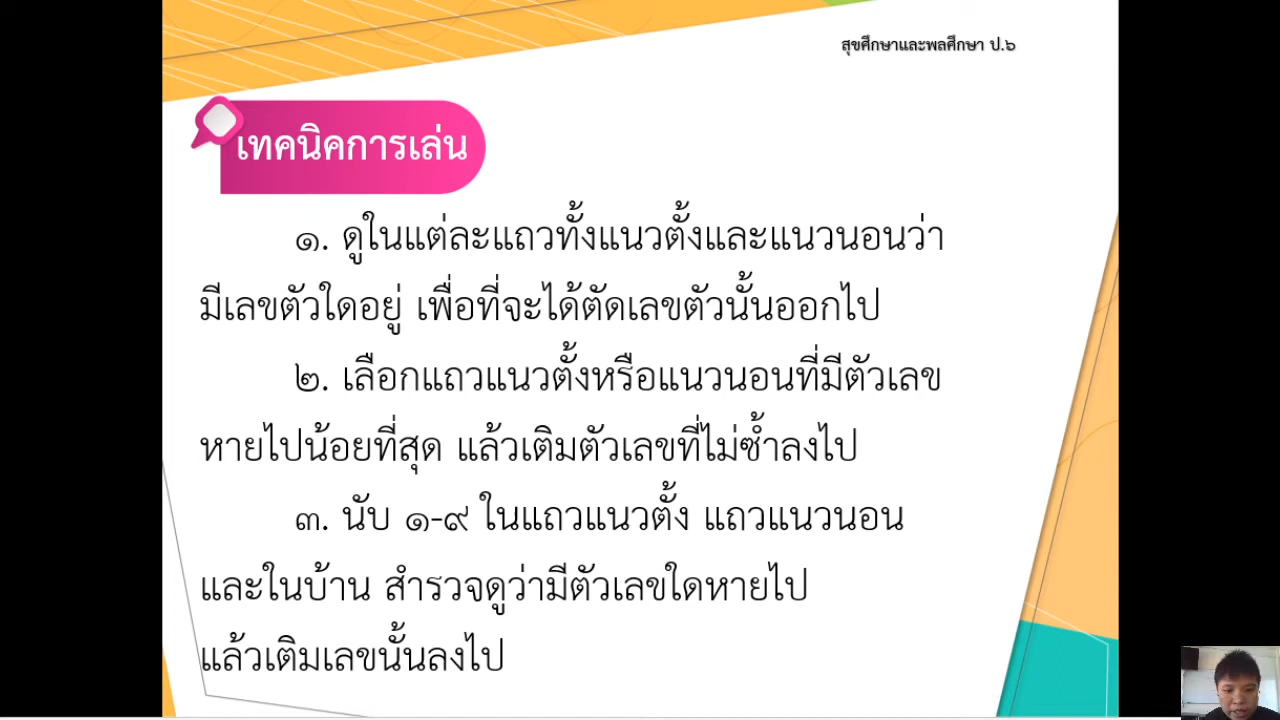 สุขศึกษาและพลศึกษา ป.๖
เทคนิคการเล่น
๑. ดูในแต่ละแถวทั้งแนวตั้งและแนวนอนว่า
มีเลขตัวใดอยู่ เพื่อที่จะได้ตัดเลขตัวนั้นออกไป
๒. เลือกแถวแนวตั้งหรือแนวนอนที่มีตัวเลข
หายไปน้อยที่สุด แล้วเติมตัวเลขที่ไม่ซ้ำลงไป
๓. นับ ๑-๙ ในแถวแนวตั้ง แถวแนวนอน
และในบ้าน สำรวจดูว่ามีตัวเลขใดหายไป
แล้วเติมเลขนั้นลงไป